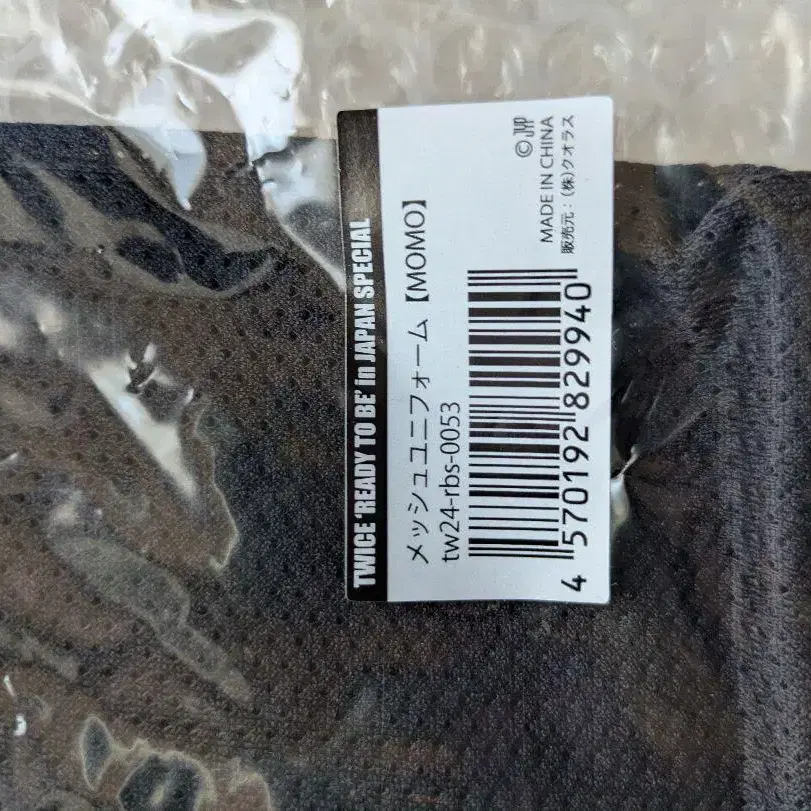 TWICE ‘READY TO BE’ in JAPAN SPECIAL
メッシュユニフォーム【MOMO】
tw24-rbs-0053
4 570192 829940
©JYP
MADE IN CHINA
販売元：(株)クオラス